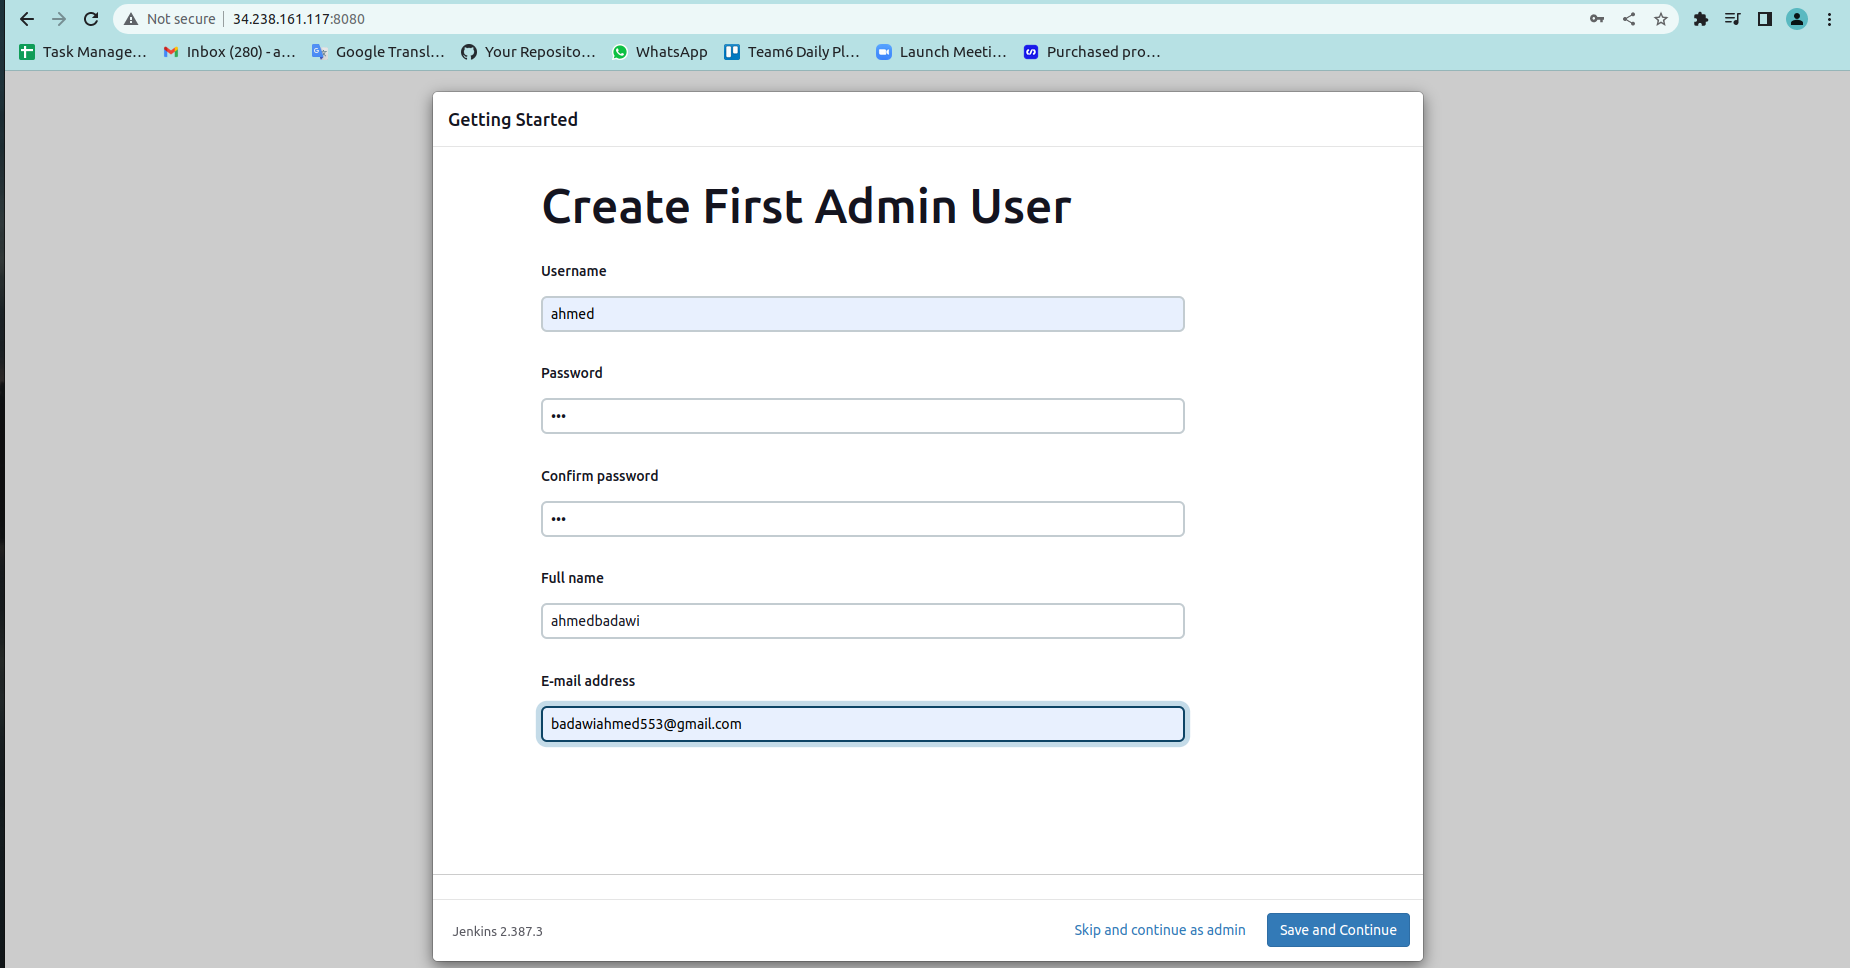 Not secure 34.238.161.117:8080
Task Manage... Inbox (280) - a... Google Transl... Your Reposito... WhatsApp Team6 Daily Pl... Launch Meeti... Purchased pro...
Getting Started
Create First Admin User
Username
ahmed
Password
•••
Confirm password
•••
Full name
ahmedbadawi
E-mail address
badawiahmed553@gmail.com
Jenkins 2.387.3 Skip and continue as admin Save and Continue